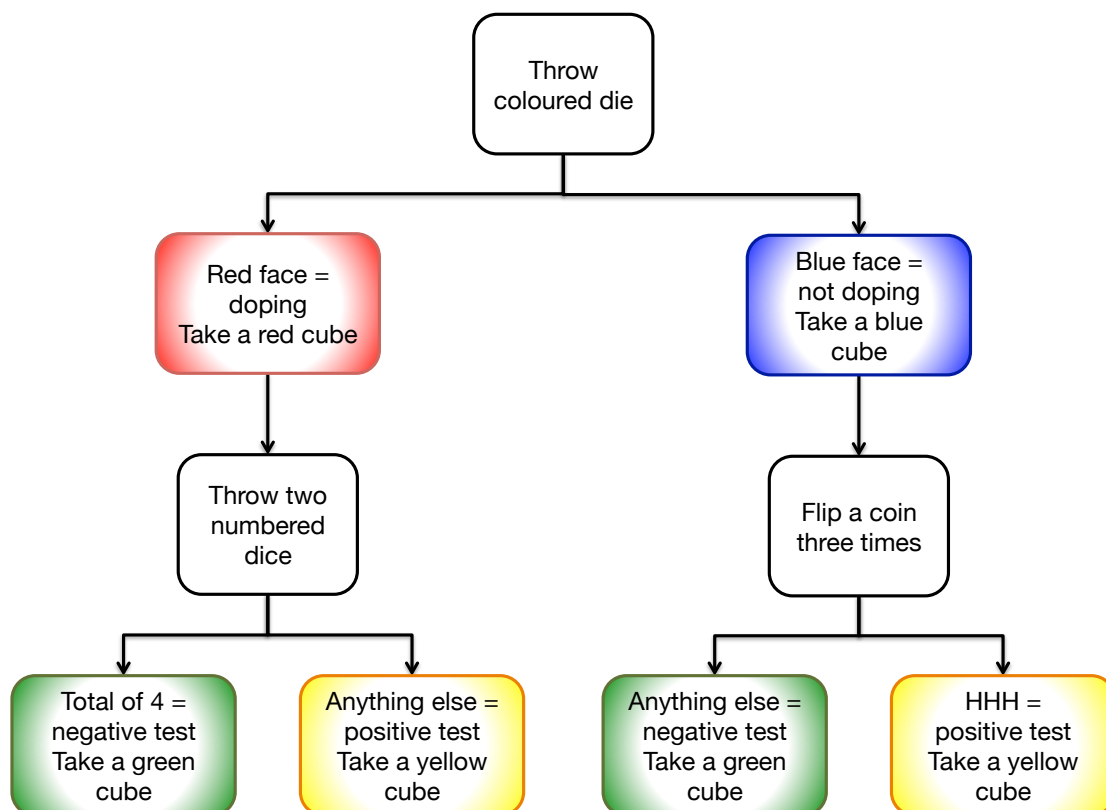 Throw
coloured die
Red face =
doping
Take a red cube
Blue face =
not doping
Take a blue
cube
Throw two
numbered
dice
Flip a coin
three times
Total of 4 =
negative test
Take a green
cube
Anything else =
positive test
Take a yellow
cube
Anything else =
negative test
Take a green
cube
HHH =
positive test
Take a yellow
cube